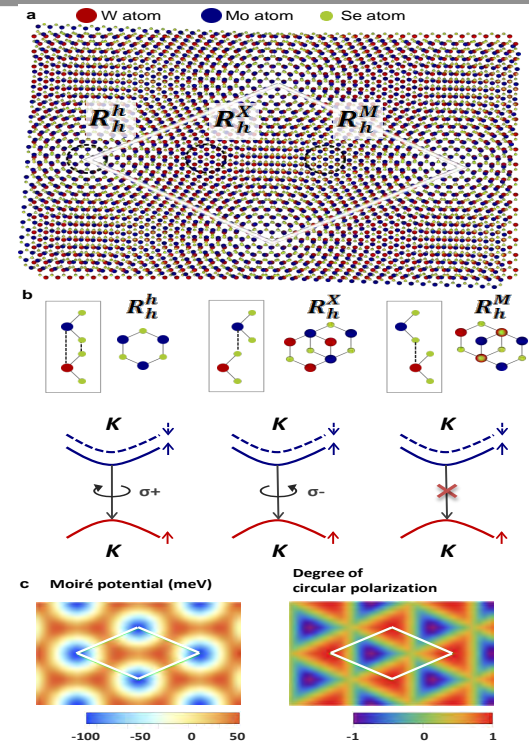 W atom Mo atom Se atom
a
R_h^h R_h^X R_h^M
b
R_h^h R_h^X R_h^M
K K K
σ+ σ-
K K K
c Moiré potential (meV)
Degree of
circular polarization
-100 -50 0 50
-1 0 1